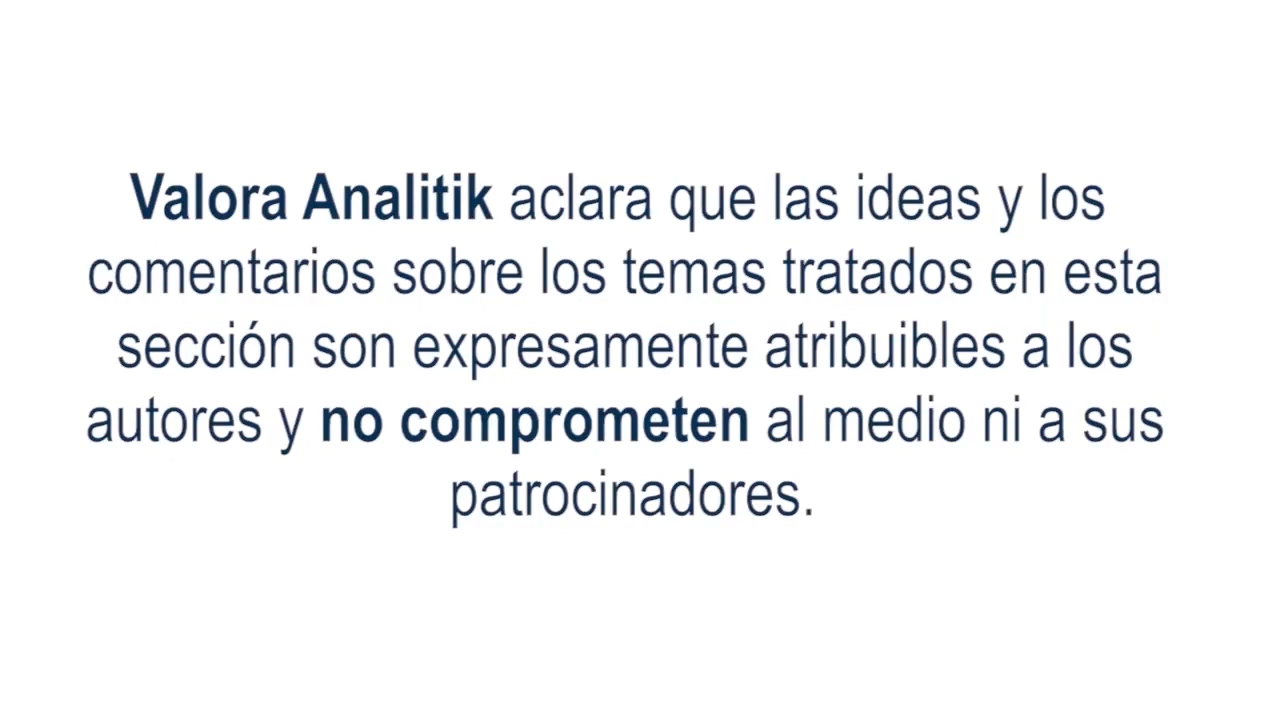 Valora Analitik aclara que las ideas y los
comentarios sobre los temas tratados en esta
sección son expresamente atribuibles a los
autores y no comprometen al medio ni a sus
patrocinadores.